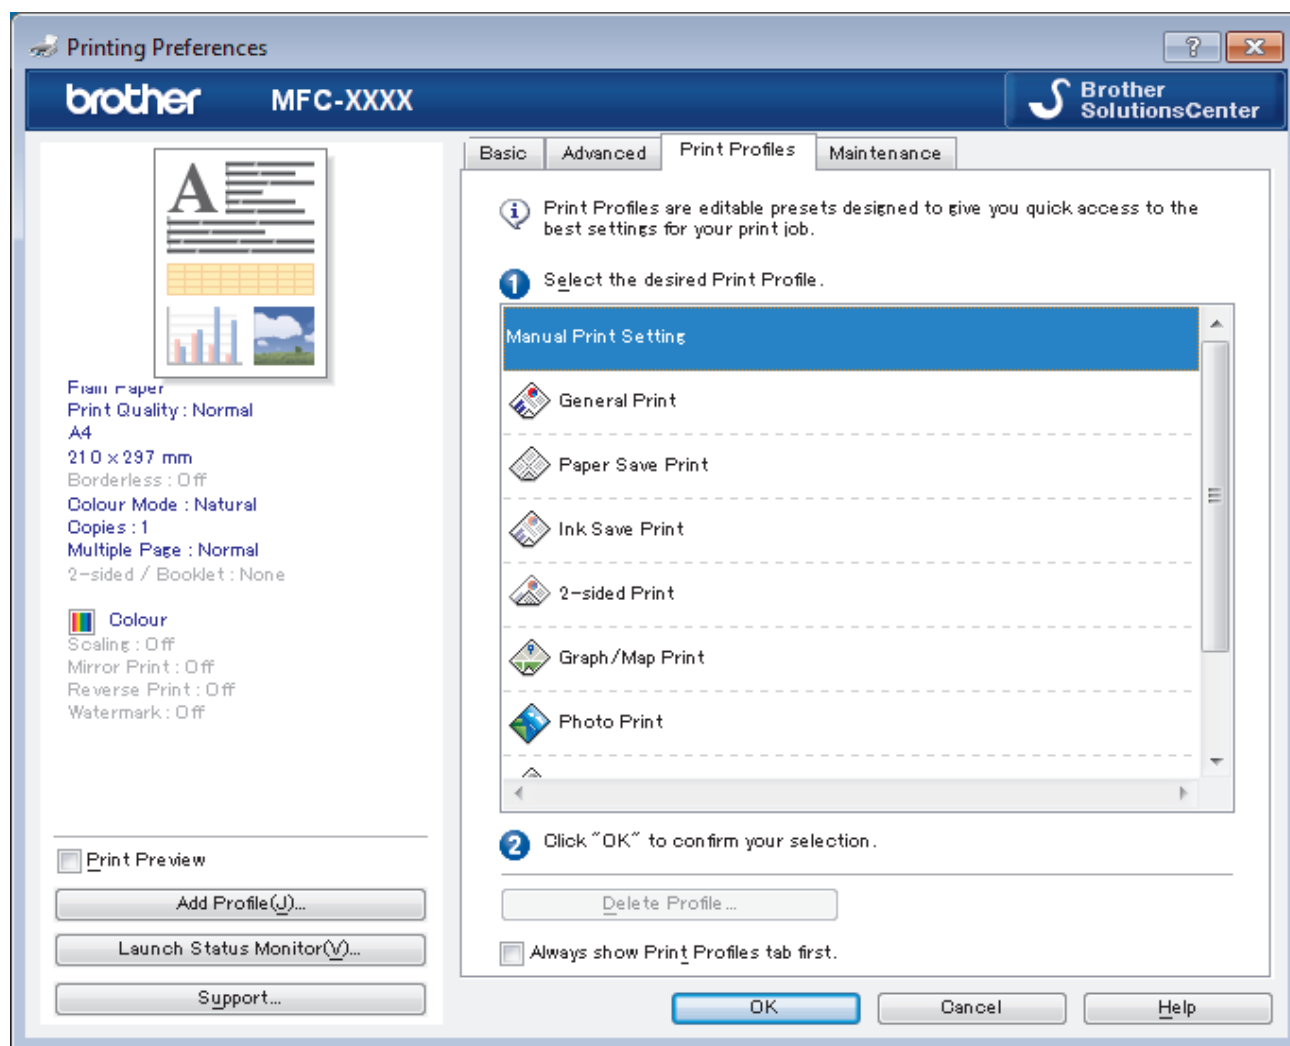 Printing Preferences
brother MFC-XXXX
Brother
SolutionsCenter
Basic Advanced Print Profiles Maintenance
Print Profiles are editable presets designed to give you quick access to the
best settings for your print job.
1 Select the desired Print Profile.
Manual Print Setting
General Print
Paper Save Print
Ink Save Print
2-sided Print
Graph/Map Print
Photo Print
2 Click "OK" to confirm your selection.
Delete Profile...
Always show Print Profiles tab first.
A
Plain Paper
Print Quality : Normal
A4
210 x 297 mm
Borderless : Off
Colour Mode : Natural
Copies : 1
Multiple Page : Normal
2-sided / Booklet : None
Colour
Scaling : Off
Mirror Print : Off
Reverse Print : Off
Watermark : Off
Print Preview
Add Profile(J)...
Launch Status Monitor(V)...
Support...
OK Cancel Help